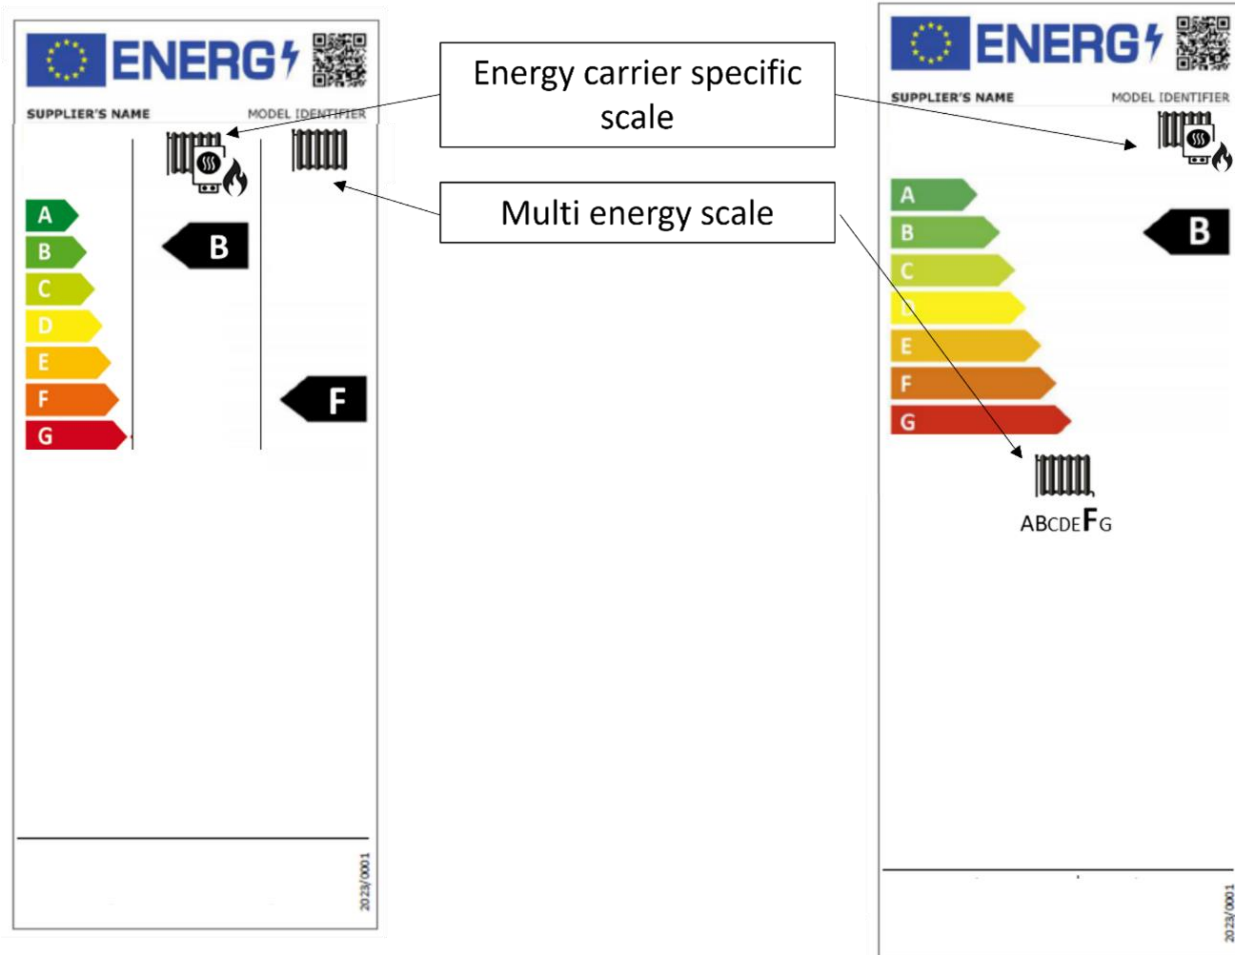 ENERG
SUPPLIER'S NAME
MODEL IDENTIFIER
A
B
C
D
E
F
G
B
F
2023/0001
Energy carrier specific
scale
Multi energy scale
ENERG
SUPPLIER'S NAME
MODEL IDENTIFIER
A
B
C
D
E
F
G
B
ABCDEFG
2023/0001